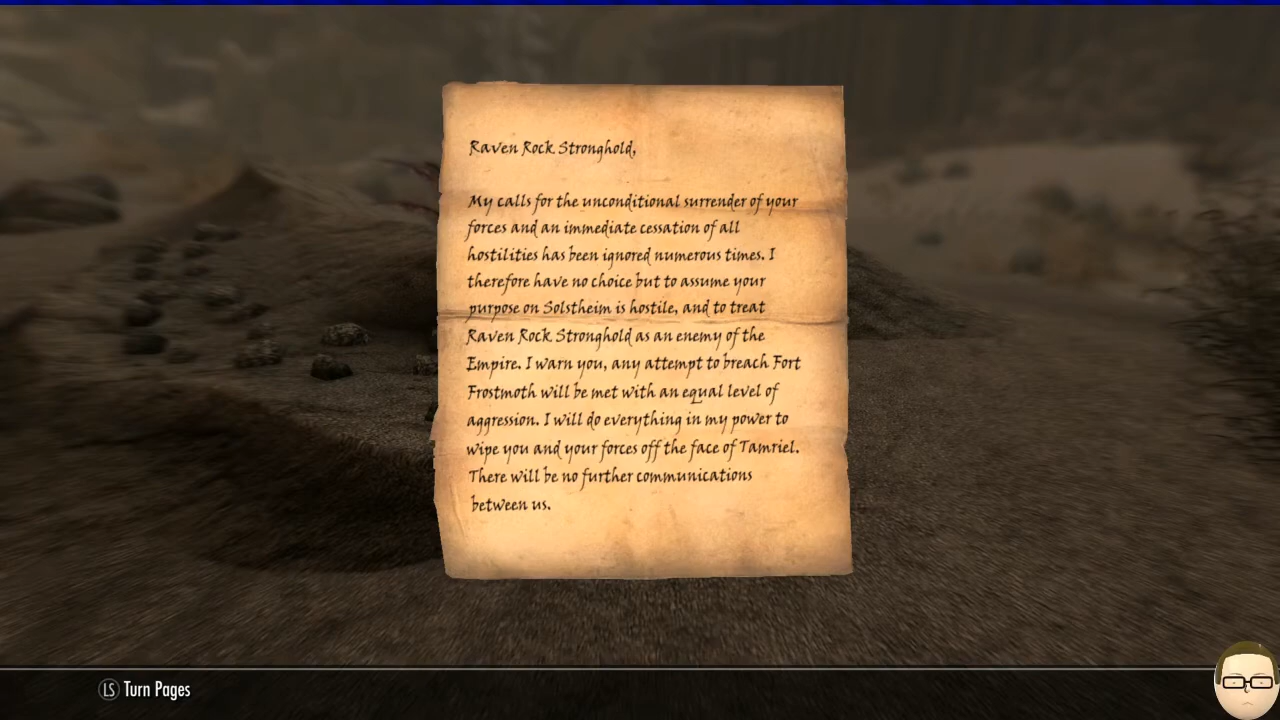 Raven Rock Stronghold,
My calls for the unconditional surrender of your
forces and an immediate cessation of all
hostilities has been ignored numerous times. I
therefore have no choice but to assume your
purpose on Solstheim is hostile, and to treat
Raven Rock Stronghold as an enemy of the
Empire. I warn you, any attempt to breach Fort
Frostmoth will be met with an equal level of
aggression. I will do everything in my power to
wipe you and your forces off the face of Tamriel.
There will be no further communications
between us.
LS Turn Pages